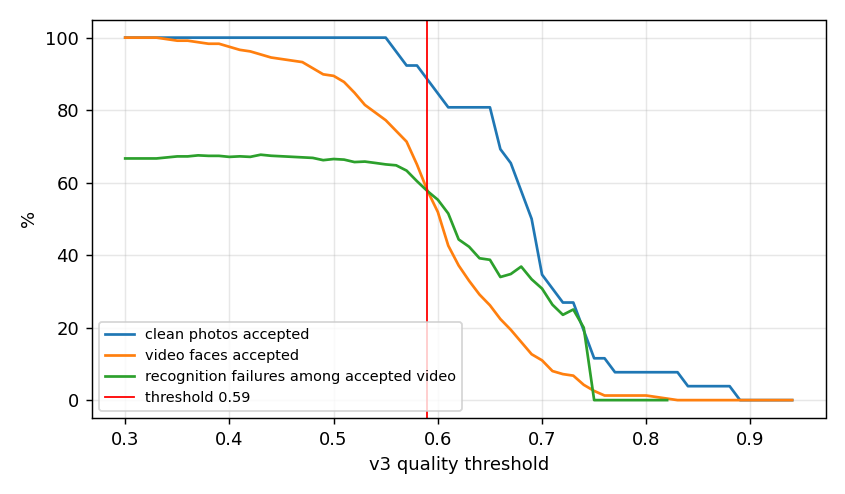 100
80
60
40
20
0
%
0.3 0.4 0.5 0.6 0.7 0.8 0.9
v3 quality threshold
clean photos accepted
video faces accepted
recognition failures among accepted video
threshold 0.59